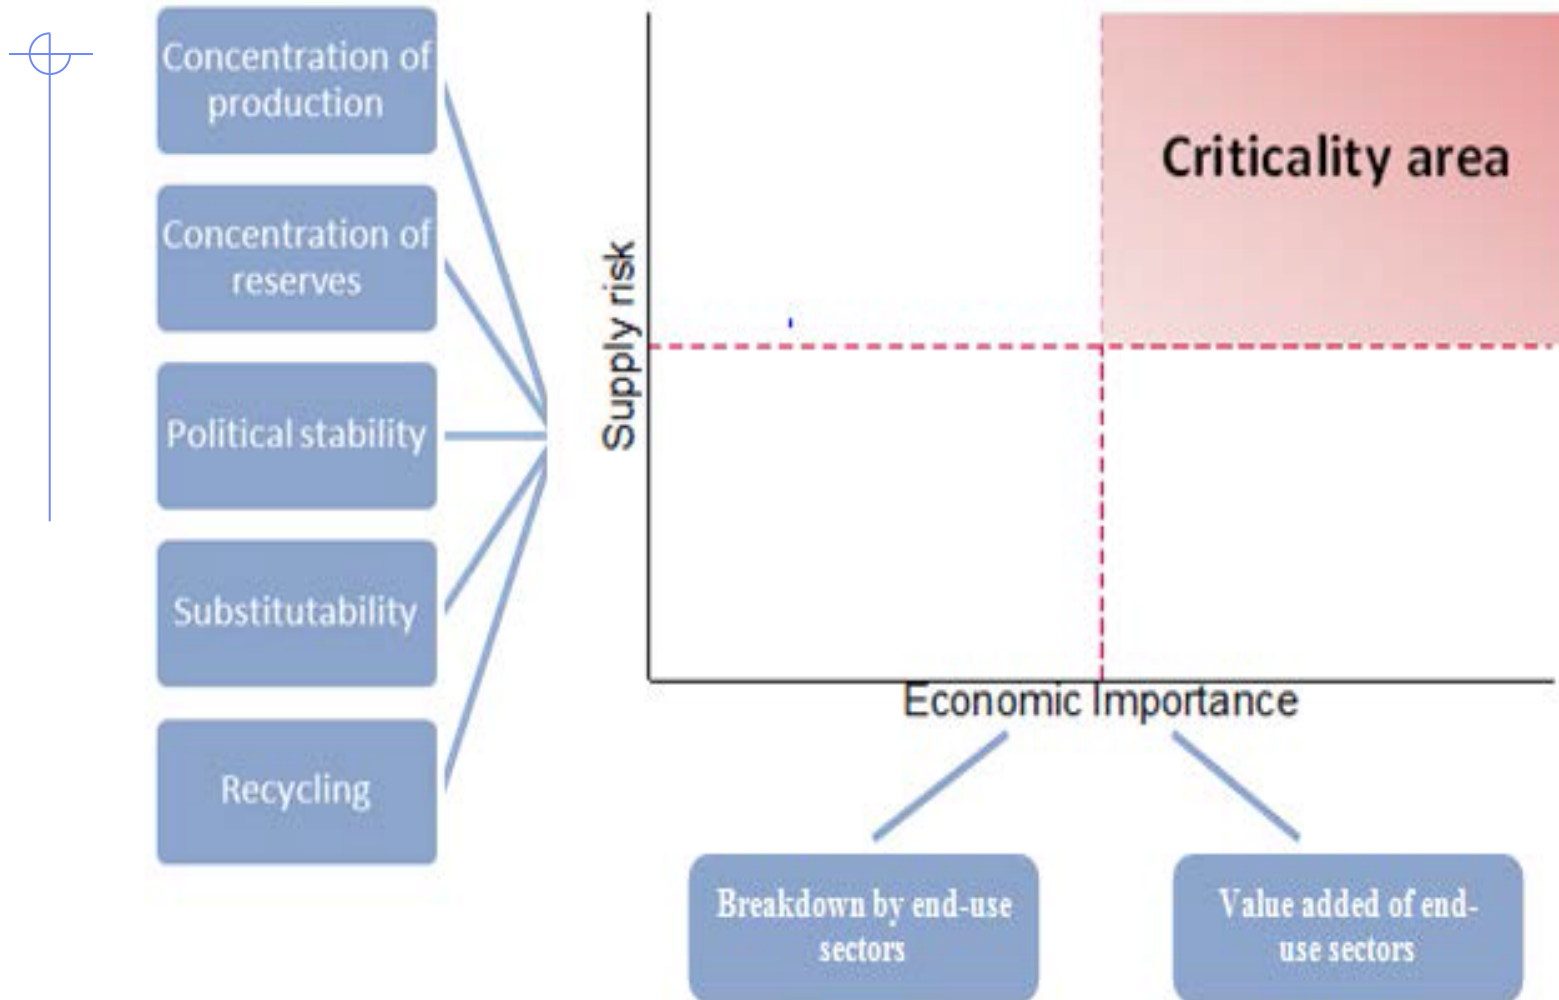 Concentration of
production
Concentration of
reserves
Political stability
Substitutability
Recycling
Supply risk
Criticality area
Economic Importance
Breakdown by end-use
sectors
Value added of end-
use sectors